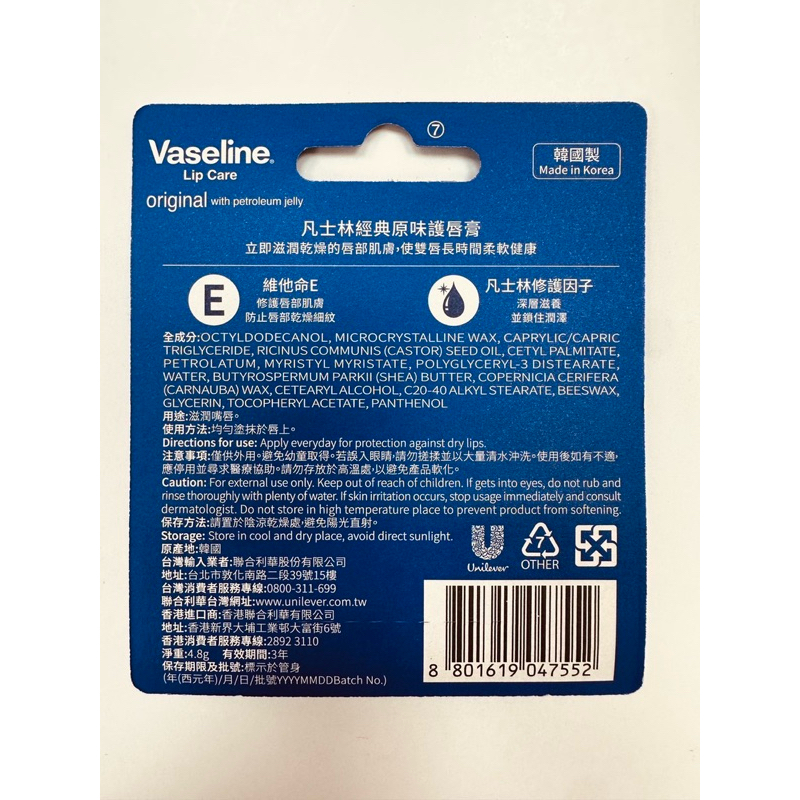 ⑦
Vaseline®
Lip Care
original with petroleum jelly
韓國製
Made in Korea
凡士林經典原味護唇膏
立即滋潤乾燥的唇部肌膚,使雙唇長時間柔軟健康
E
維他命E
修護唇部肌膚
防止唇部乾燥細紋
凡士林修護因子
深層滋養
並鎖住潤澤
全成分:OCTYLDODECANOL, MICROCRYSTALLINE WAX, CAPRYLIC/CAPRIC
TRIGLYCERIDE, RICINUS COMMUNIS (CASTOR) SEED OIL, CETYL PALMITATE,
PETROLATUM, MYRISTYL MYRISTATE, POLYGLYCERYL-3 DISTEARATE,
WATER, BUTYROSPERMUM PARKII (SHEA) BUTTER, COPERNICIA CERIFERA
(CARNAUBA) WAX, CETEARYL ALCOHOL, C20-40 ALKYL STEARATE, BEESWAX,
GLYCERIN, TOCOPHERYL ACETATE, PANTHENOL
用途:滋潤嘴唇。
使用方法:均勻塗抹於唇上。
Directions for use: Apply everyday for protection against dry lips.
注意事項:僅供外用。避免幼童取得。若誤入眼睛,請勿搓揉並以大量清水沖洗。使用後如有不適,
應停用並尋求醫療協助。請勿存放於高溫處,以避免產品軟化。
Caution: For external use only. Keep out of reach of children. If gets into eyes, do not rub and
rinse thoroughly with plenty of water. If skin irritation occurs, stop usage immediately and consult
dermatologist. Do not store in high temperature place to prevent product from softening.
保存方法:請置於陰涼乾燥處,避免陽光直射。
Storage: Store in cool and dry place, avoid direct sunlight.
原產地:韓國
台灣輸入業者:聯合利華股份有限公司
地址:台北市敦化南路二段39號15樓
台灣消費者服務專線:0800-311-699
聯合利華台灣網址:www.unilever.com.tw
香港進口商:香港聯合利華有限公司
地址:香港新界大埔工業邨大富街6號
香港消費者服務專線:2892 3110
淨重:4.8g 有效期間:3年
保存期限及批號:標示於管身
(年(西元年)/月/日/批號YYYYMMDDBatch No.)
Unilever
7
OTHER
8 801619 047552